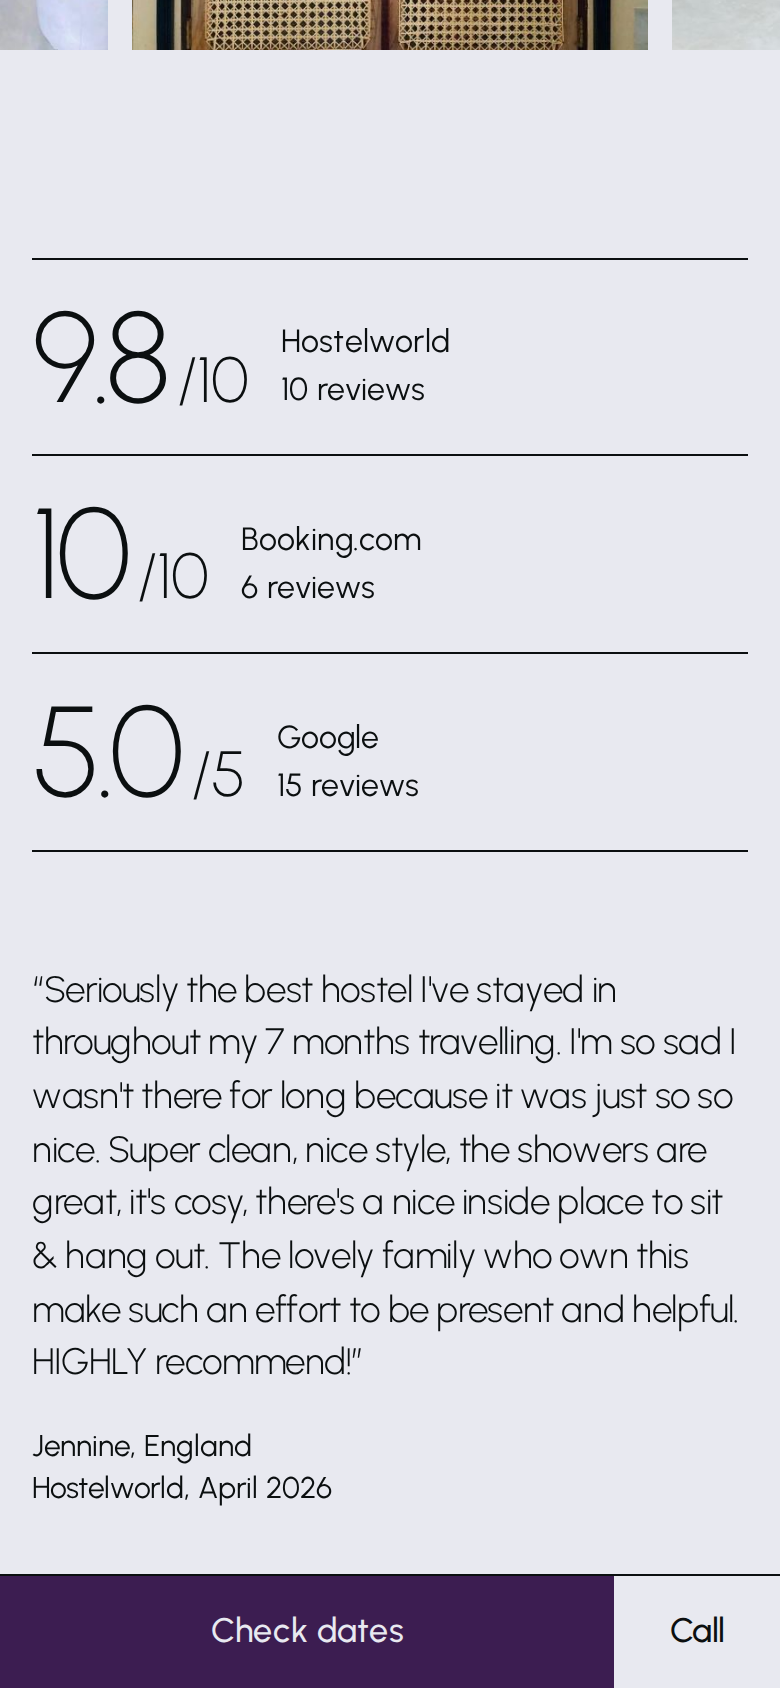 9.8/10
Hostelworld
10 reviews
10/10
Booking.com
6 reviews
5.0/5
Google
15 reviews
“Seriously the best hostel I've stayed in
throughout my 7 months travelling. I'm so sad I
wasn't there for long because it was just so so
nice. Super clean, nice style, the showers are
great, it's cosy, there's a nice inside place to sit
& hang out. The lovely family who own this
make such an effort to be present and helpful.
HIGHLY recommend!”
Jennine, England
Hostelworld, April 2026
Check dates
Call